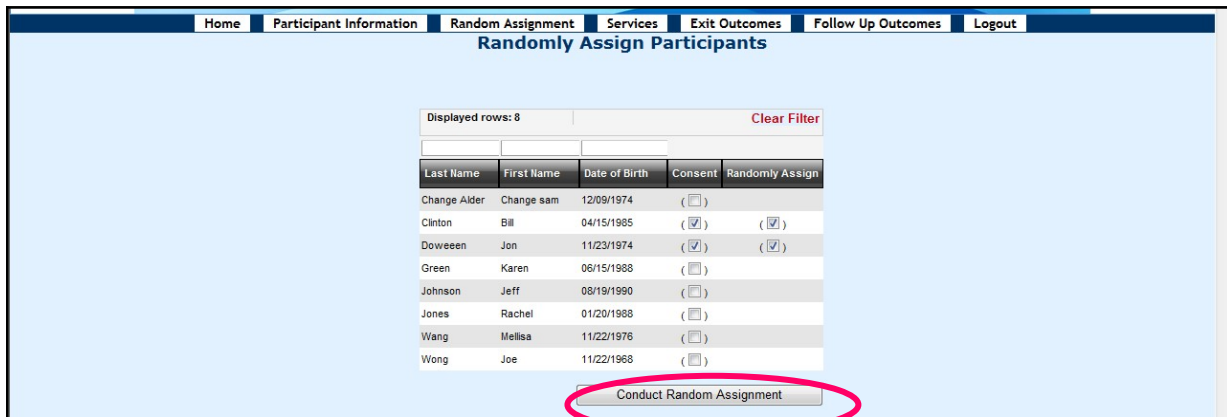 Home Participant Information Random Assignment Services Exit Outcomes Follow Up Outcomes Logout
Randomly Assign Participants
Displayed rows: 8 Clear Filter
Last Name First Name Date of Birth Consent Randomly Assign
Change Alder Change sam 12/09/1974 ( )
Clinton Bill 04/15/1985 ( ) ( )
Doweeen Jon 11/23/1974 ( ) ( )
Green Karen 06/15/1988 ( )
Johnson Jeff 08/19/1990 ( )
Jones Rachel 01/20/1988 ( )
Wang Mellisa 11/22/1976 ( )
Wong Joe 11/22/1968 ( )
Conduct Random Assignment